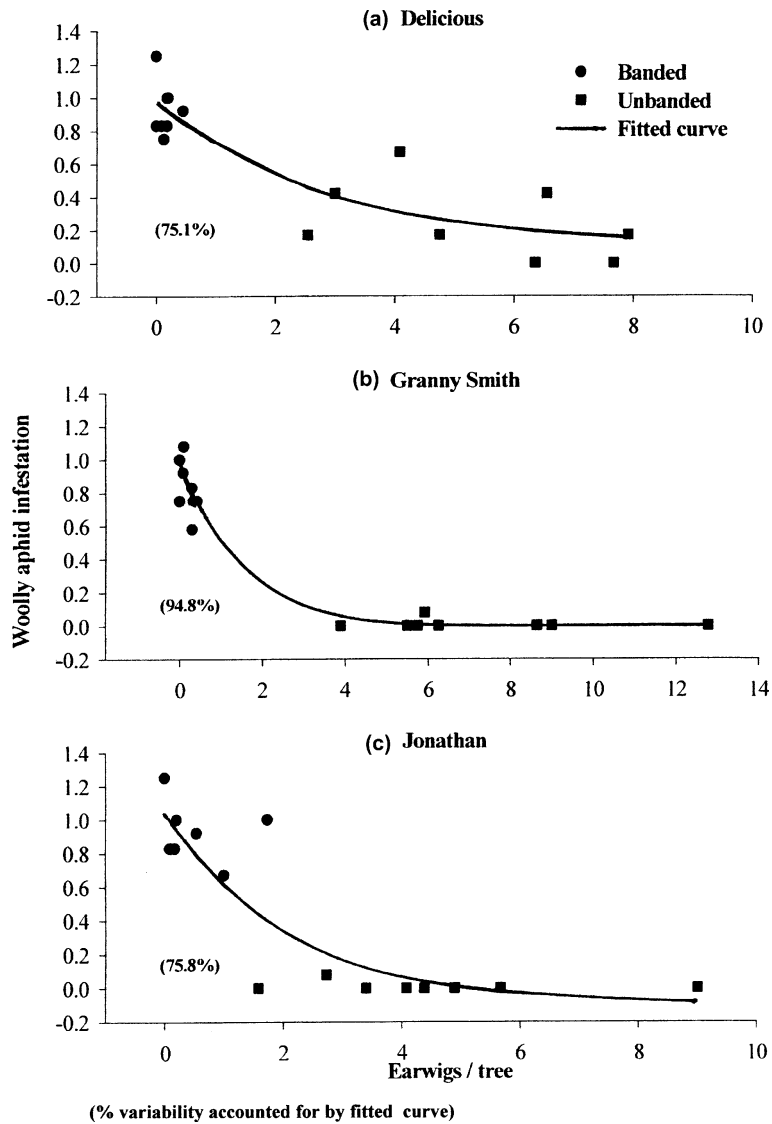 (a) Delicious
1.4
1.2
1.0
0.8
0.6
0.4
0.2
0.0
-0.2
Banded
Unbanded
Fitted curve
(75.1%)
0 2 4 6 8 10
(b) Granny Smith
1.4
1.2
1.0
0.8
0.6
0.4
0.2
0.0
-0.2
(94.8%)
0 2 4 6 8 10 12 14
Woolly aphid infestation
(c) Jonathan
1.4
1.2
1.0
0.8
0.6
0.4
0.2
0.0
-0.2
(75.8%)
0 2 4 6 8 10
Earwigs / tree
(% variability accounted for by fitted curve)